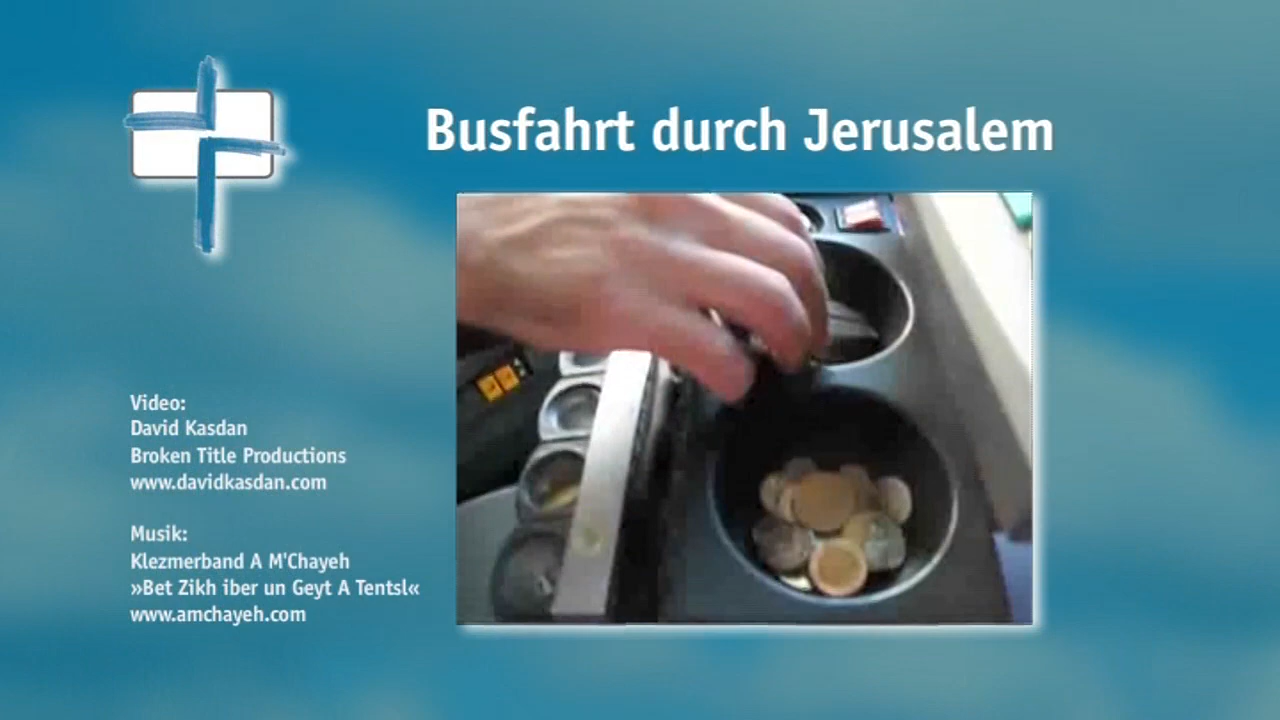 Busfahrt durch Jerusalem
Video:
David Kasdan
Broken Title Productions
www.davidkasdan.com
Musik:
Klezmerband A M'Chayeh
»Bet Zikh iber un Geyt A Tentsl«
www.amchayeh.com